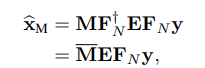 x̂_M = MF_N^†EF_N y
= M̅EF_N y,